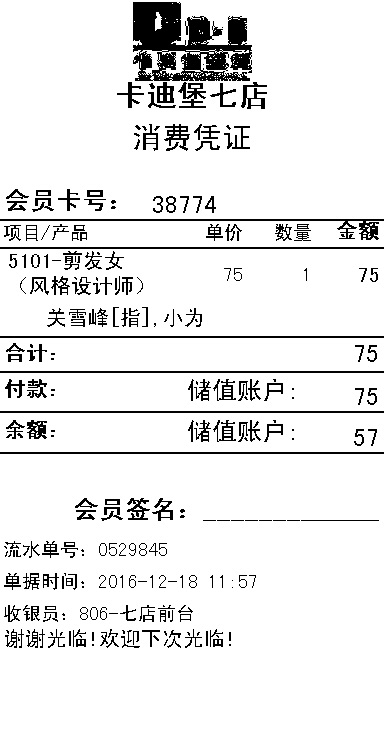 卡迪堡七店
消费凭证
会员卡号： 38774
项目/产品 单价 数量 金额
5101-剪发女 75 1 75
（风格设计师）
关雪峰[指],小为
合计: 75
付款: 储值账户: 75
余额: 储值账户: 57
会员签名：______________
流水单号: 0529845
单据时间: 2016-12-18 11:57
收银员: 806-七店前台
谢谢光临!欢迎下次光临!